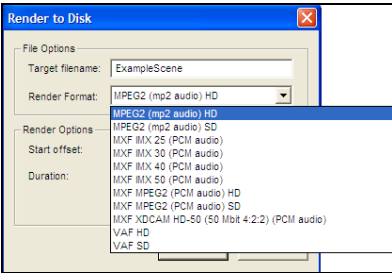 Render to Disk
File Options
Target filename: ExampleScene
Render Format: MPEG2 (mp2 audio) HD
MPEG2 (mp2 audio) HD
MPEG2 (mp2 audio) SD
Render Options
MXF IMX 25 (PCM audio)
Start offset:
MXF IMX 30 (PCM audio)
MXF IMX 40 (PCM audio)
Duration:
MXF IMX 50 (PCM audio)
MXF MPEG2 (PCM audio) HD
MXF MPEG2 (PCM audio) SD
MXF XDCAM HD-50 (50 Mbit 4:2:2) (PCM audio)
VAF HD
VAF SD